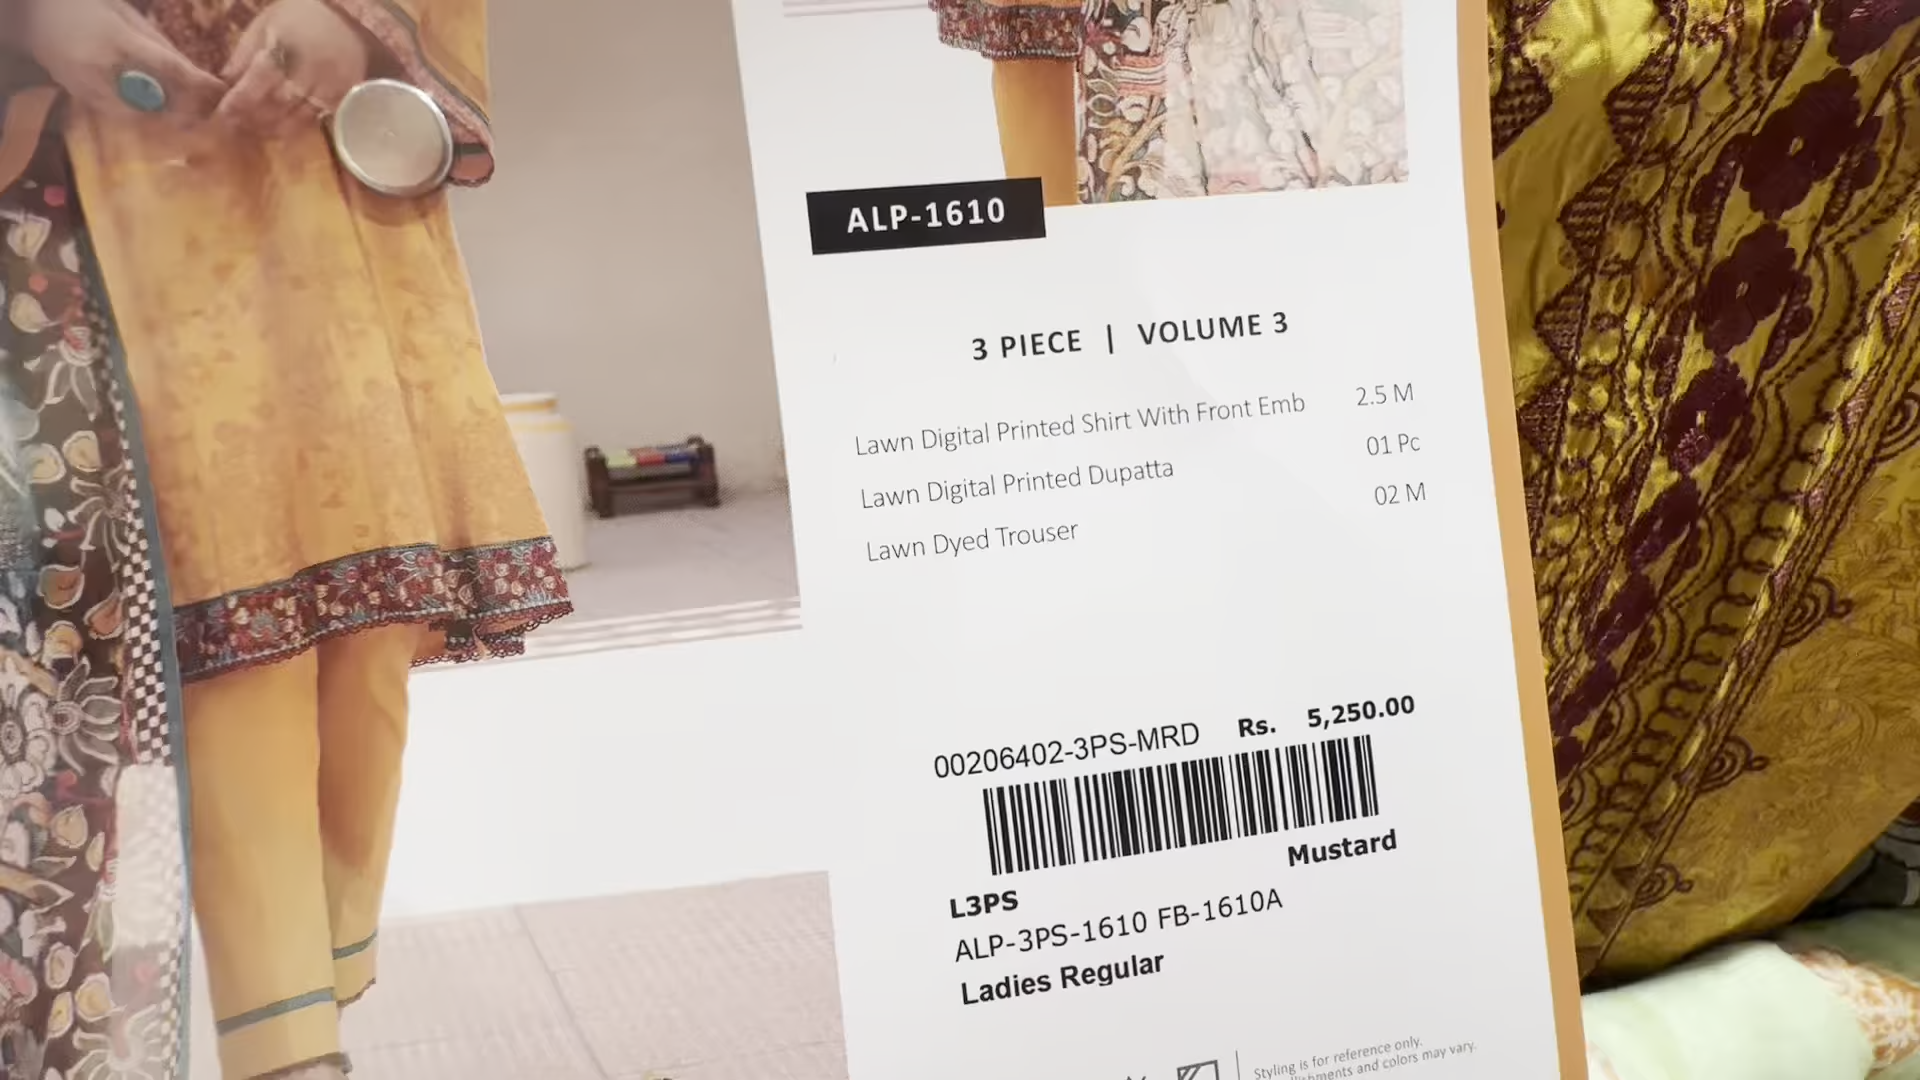 ALP-1610
3 PIECE | VOLUME 3
Lawn Digital Printed Shirt With Front Emb 2.5 M
Lawn Digital Printed Dupatta 01 Pc
Lawn Dyed Trouser 02 M
00206402-3PS-MRD Rs. 5,250.00
Mustard
L3PS
ALP-3PS-1610 FB-1610A
Ladies Regular
Styling is for reference only.
and colors may vary.